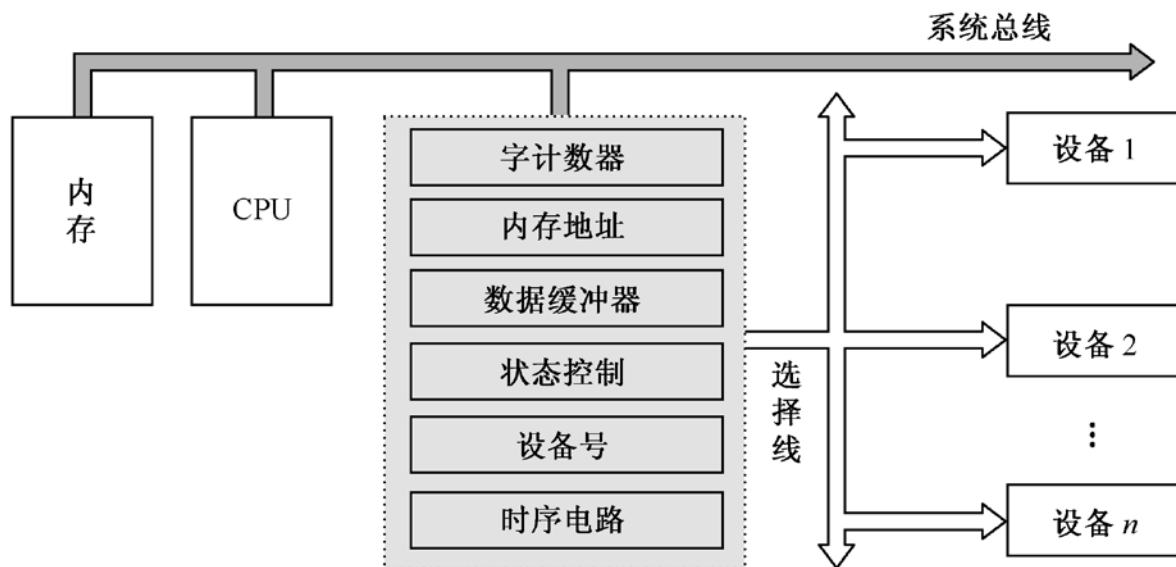 系统总线
内存
CPU
字计数器
内存地址
数据缓冲器
状态控制
设备号
时序电路
选择线
设备 1
设备 2
⋮
设备 n